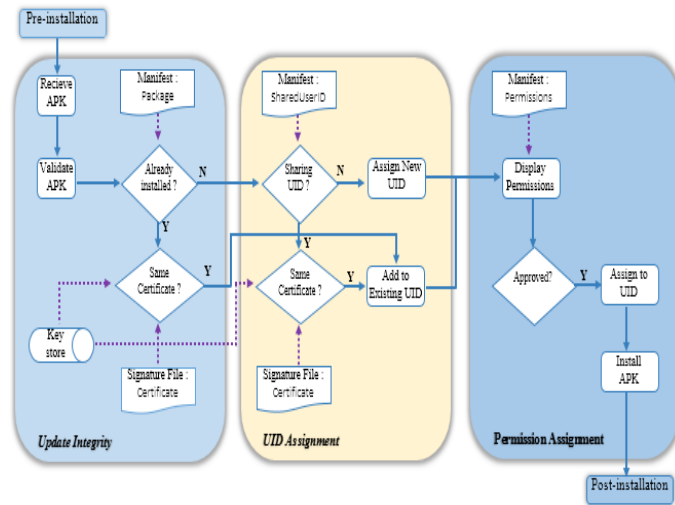 Pre-installation
Recieve
APK
Manifest :
Package
Validate
APK
Already
installed ?
N
Y
Same
Certificate ?
Y
Key
store
Signature File :
Certificate
Update Integrity
Manifest :
SharedUserID
Sharing
UID ?
N
Assign New
UID
Y
Same
Certificate ?
Y
Add to
Existing UID
Signature File :
Certificate
UID Assignment
Manifest :
Permissions
Display
Permissions
Approved?
Y
Assign to
UID
Install
APK
Permission Assignment
Post-installation